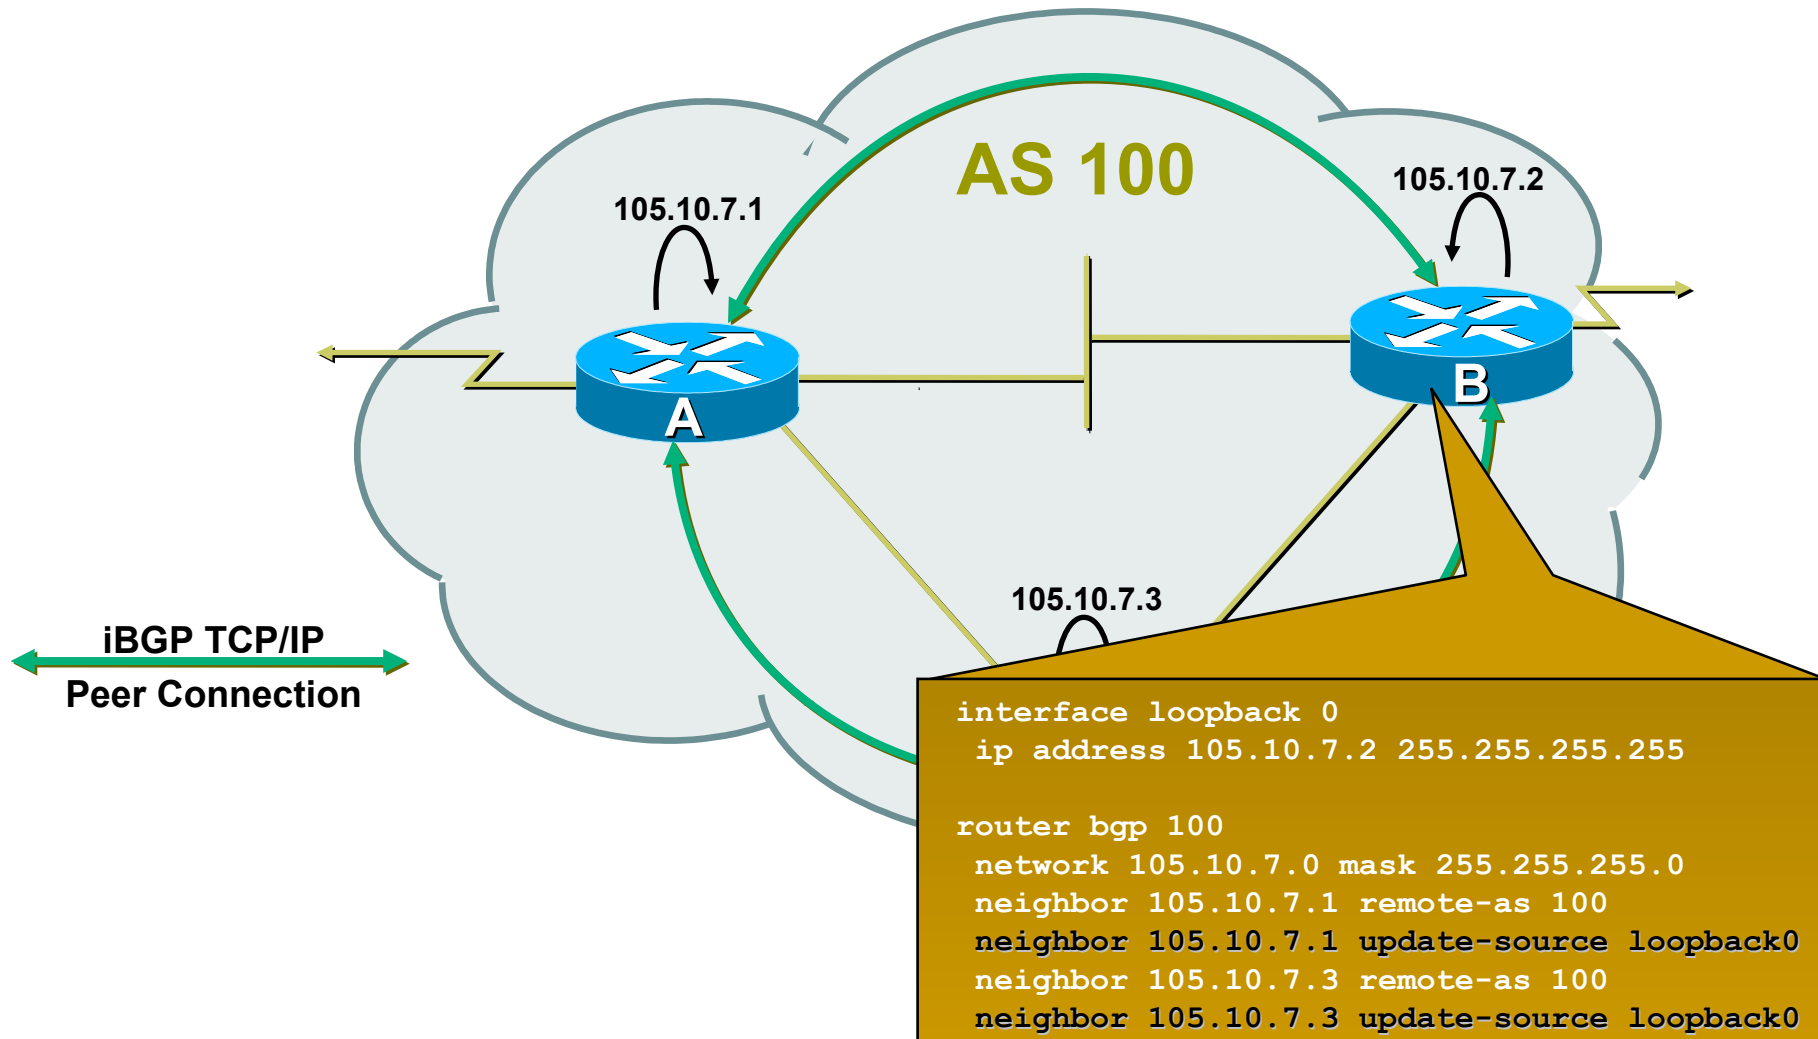 AS 100
105.10.7.1
105.10.7.2
A
B
105.10.7.3
iBGP TCP/IP
Peer Connection
interface loopback 0
ip address 105.10.7.2 255.255.255.255
router bgp 100
network 105.10.7.0 mask 255.255.255.0
neighbor 105.10.7.1 remote-as 100
neighbor 105.10.7.1 update-source loopback0
neighbor 105.10.7.3 remote-as 100
neighbor 105.10.7.3 update-source loopback0